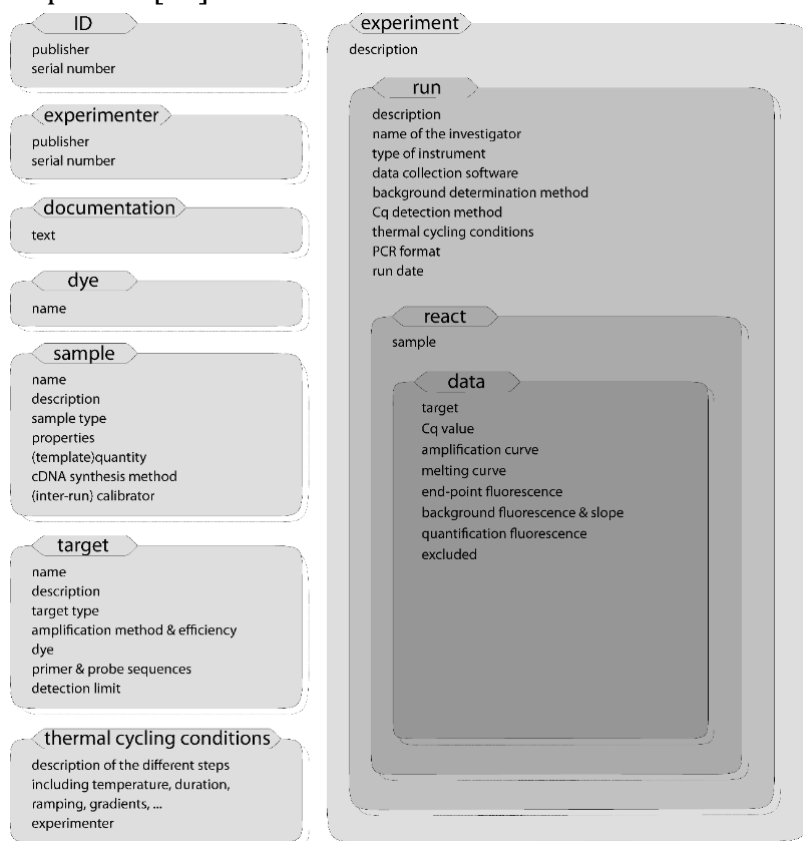 ID
publisher
serial number
experimenter
publisher
serial number
documentation
text
dye
name
sample
name
description
sample type
properties
(template)quantity
cDNA synthesis method
(inter-run) calibrator
target
name
description
target type
amplification method & efficiency
dye
primer & probe sequences
detection limit
thermal cycling conditions
description of the different steps
including temperature, duration,
ramping, gradients, ...
experimenter
experiment
description
run
description
name of the investigator
type of instrument
data collection software
background determination method
Cq detection method
thermal cycling conditions
PCR format
run date
react
sample
data
target
Cq value
amplification curve
melting curve
end-point fluorescence
background fluorescence & slope
quantification fluorescence
excluded